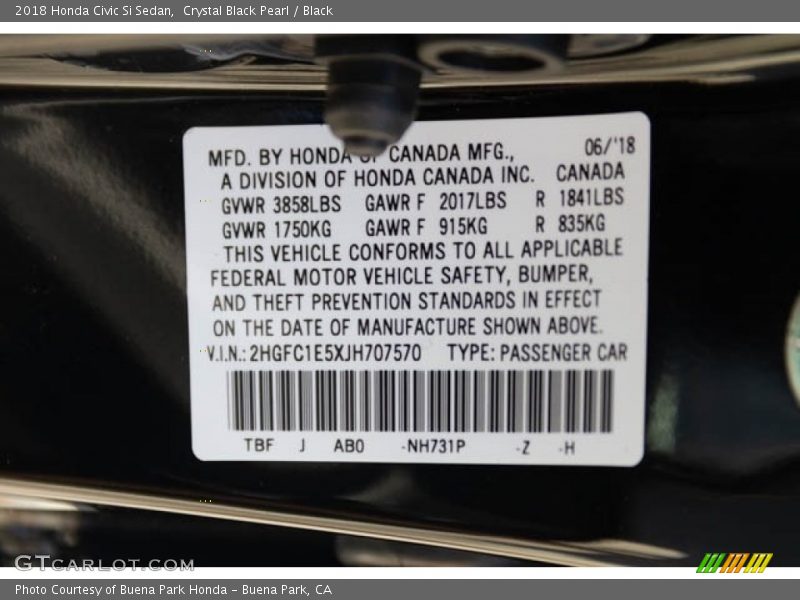 2018 Honda Civic Si Sedan, Crystal Black Pearl / Black
06/'18
MFD. BY HONDA OF CANADA MFG.,
A DIVISION OF HONDA CANADA INC. CANADA
GVWR 3858LBS GAWR F 2017LBS R 1841LBS
GVWR 1750KG GAWR F 915KG R 835KG
THIS VEHICLE CONFORMS TO ALL APPLICABLE
FEDERAL MOTOR VEHICLE SAFETY, BUMPER,
AND THEFT PREVENTION STANDARDS IN EFFECT
ON THE DATE OF MANUFACTURE SHOWN ABOVE.
V.I.N.: 2HGFC1E5XJH707570 TYPE: PASSENGER CAR
TBF J AB0 -NH731P -Z -H
GTCARLOT.COM
Photo Courtesy of Buena Park Honda – Buena Park, CA